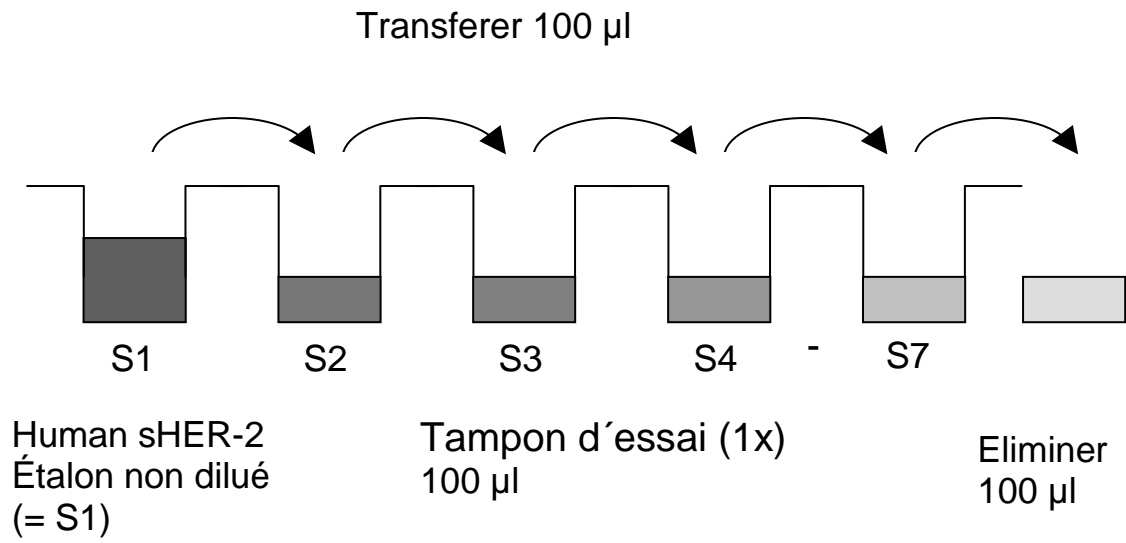 Transferer 100 µl
S1 S2 S3 S4 - S7
Human sHER-2
Étalon non dilué
(= S1)
Tampon d´essai (1x)
100 µl
Eliminer
100 µl